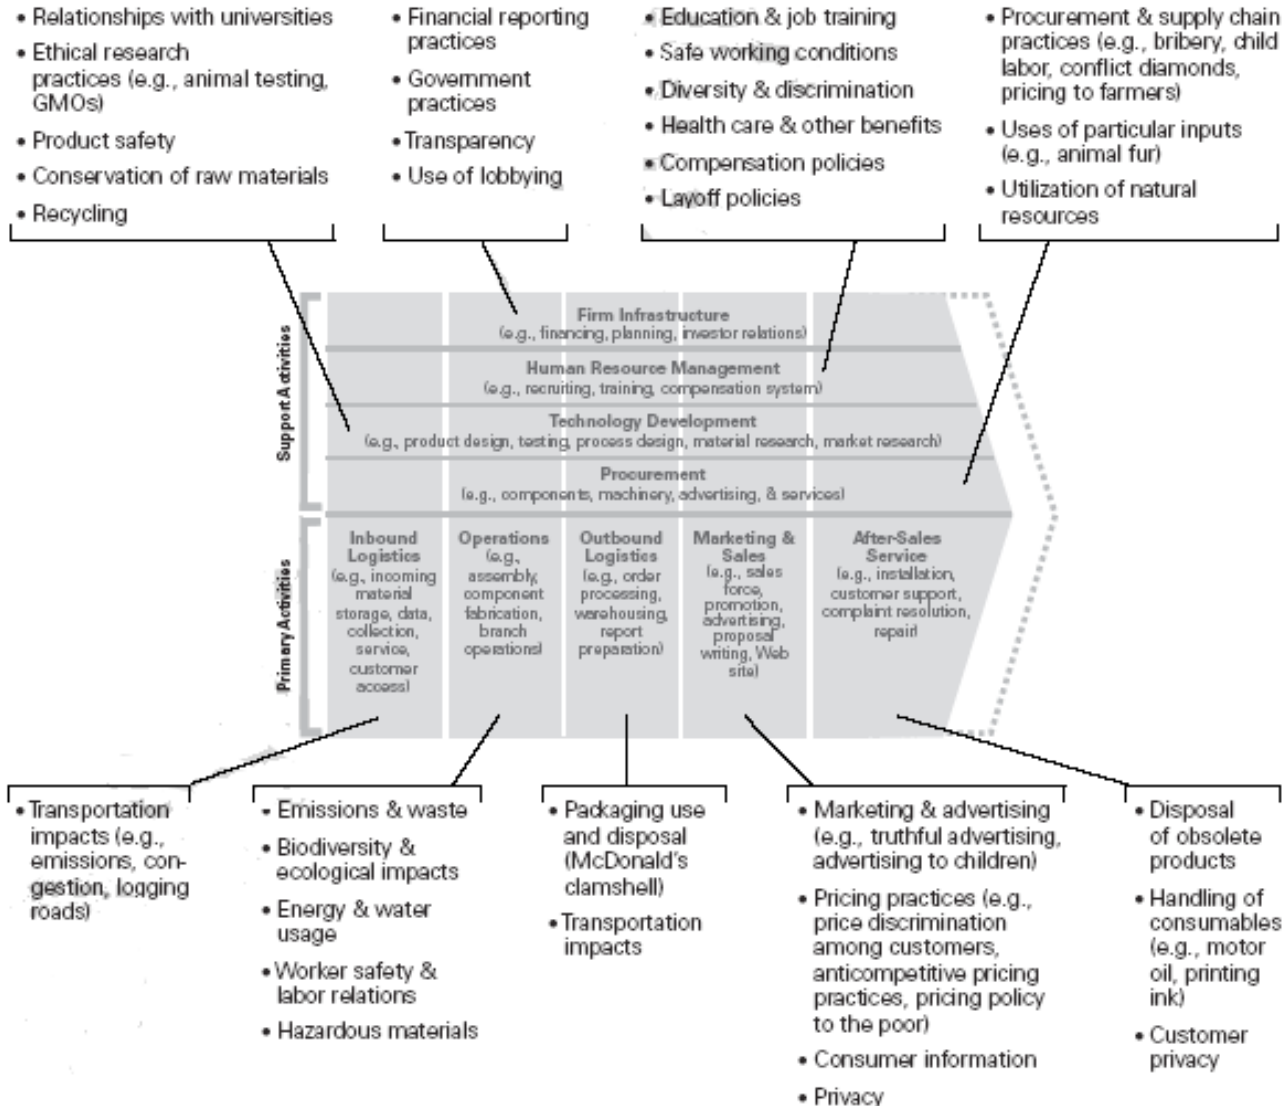 • Relationships with universities
• Ethical research
practices (e.g., animal testing,
GMOs)
• Product safety
• Conservation of raw materials
• Recycling
• Financial reporting
practices
• Government
practices
• Transparency
• Use of lobbying
• Education & job training
• Safe working conditions
• Diversity & discrimination
• Health care & other benefits
• Compensation policies
• Layoff policies
• Procurement & supply chain
practices (e.g., bribery, child
labor, conflict diamonds,
pricing to farmers)
• Uses of particular inputs
(e.g., animal fur)
• Utilization of natural
resources
Support Activities
Firm Infrastructure
(e.g., financing, planning, investor relations)
Human Resource Management
(e.g., recruiting, training, compensation system)
Technology Development
(e.g., product design, testing, process design, material research, market research)
Procurement
(e.g., components, machinery, advertising, & services)
Primary Activities
Inbound
Logistics
(e.g., incoming
material
storage, data,
collection,
service,
customer
access)
Operations
(e.g.,
assembly,
component
fabrication,
branch
operations)
Outbound
Logistics
(e.g., order
processing,
warehousing,
report
preparation)
Marketing &
Sales
(e.g., sales
force,
promotion,
advertising,
proposal
writing, Web
site)
After-Sales
Service
(e.g., installation,
customer support,
complaint resolution,
repair)
• Transportation
impacts (e.g.,
emissions, con-
gestion, logging
roads)
• Emissions & waste
• Biodiversity &
ecological impacts
• Energy & water
usage
• Worker safety &
labor relations
• Hazardous materials
• Packaging use
and disposal
(McDonald's
clamshell)
• Transportation
impacts
• Marketing & advertising
(e.g., truthful advertising,
advertising to children)
• Pricing practices (e.g.,
price discrimination
among customers,
anticompetitive pricing
practices, pricing policy
to the poor)
• Consumer information
• Privacy
• Disposal
of obsolete
products
• Handling of
consumables
(e.g., motor
oil, printing
ink)
• Customer
privacy